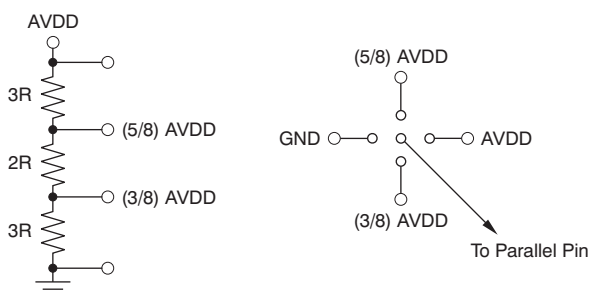 AVDD
3R
(5/8) AVDD
2R
(3/8) AVDD
3R
(5/8) AVDD
GND
AVDD
(3/8) AVDD
To Parallel Pin